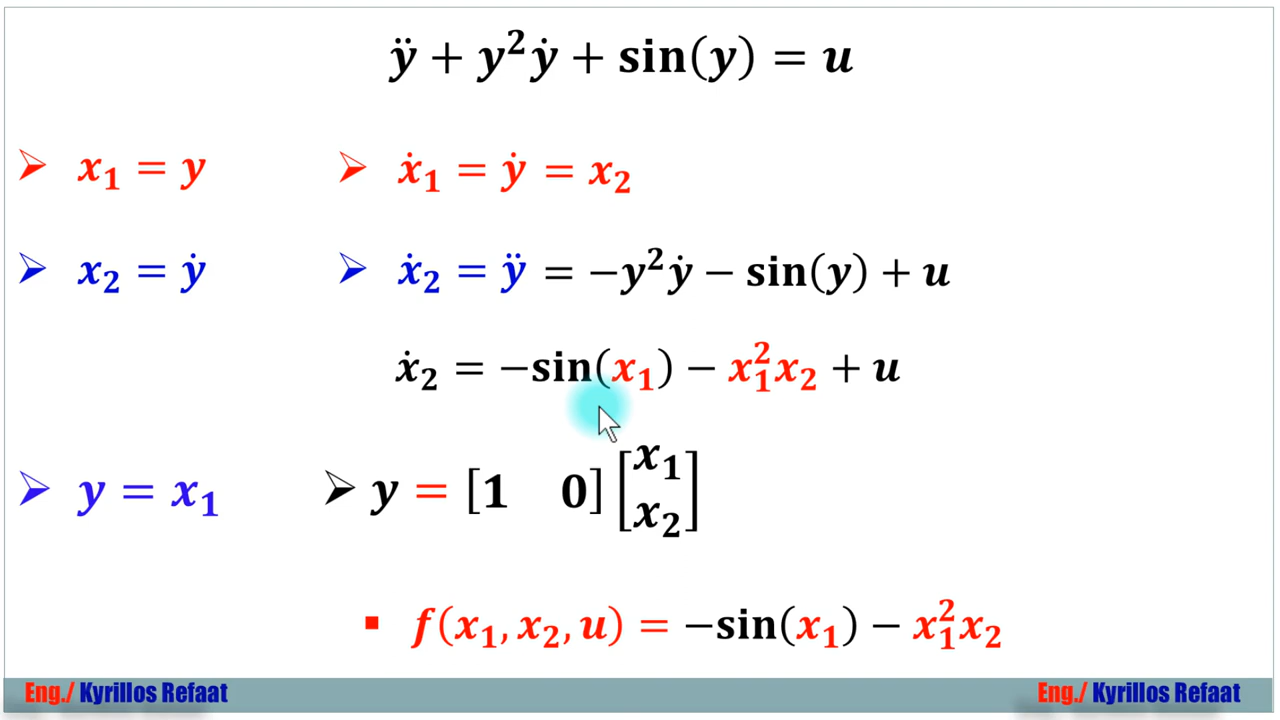 ÿ + y²ẏ + sin(y) = u
➢ x₁ = y ➢ ẋ₁ = ẏ = x₂
➢ x₂ = ẏ ➢ ẋ₂ = ÿ = −y²ẏ − sin(y) + u
ẋ₂ = −sin(x₁) − x₁²x₂ + u
➢ y = x₁ ➢ y = [1 0] [x₁ x₂]
▪ f(x₁, x₂, u) = −sin(x₁) − x₁²x₂
Eng./ Kyrillos Refaat Eng./ Kyrillos Refaat